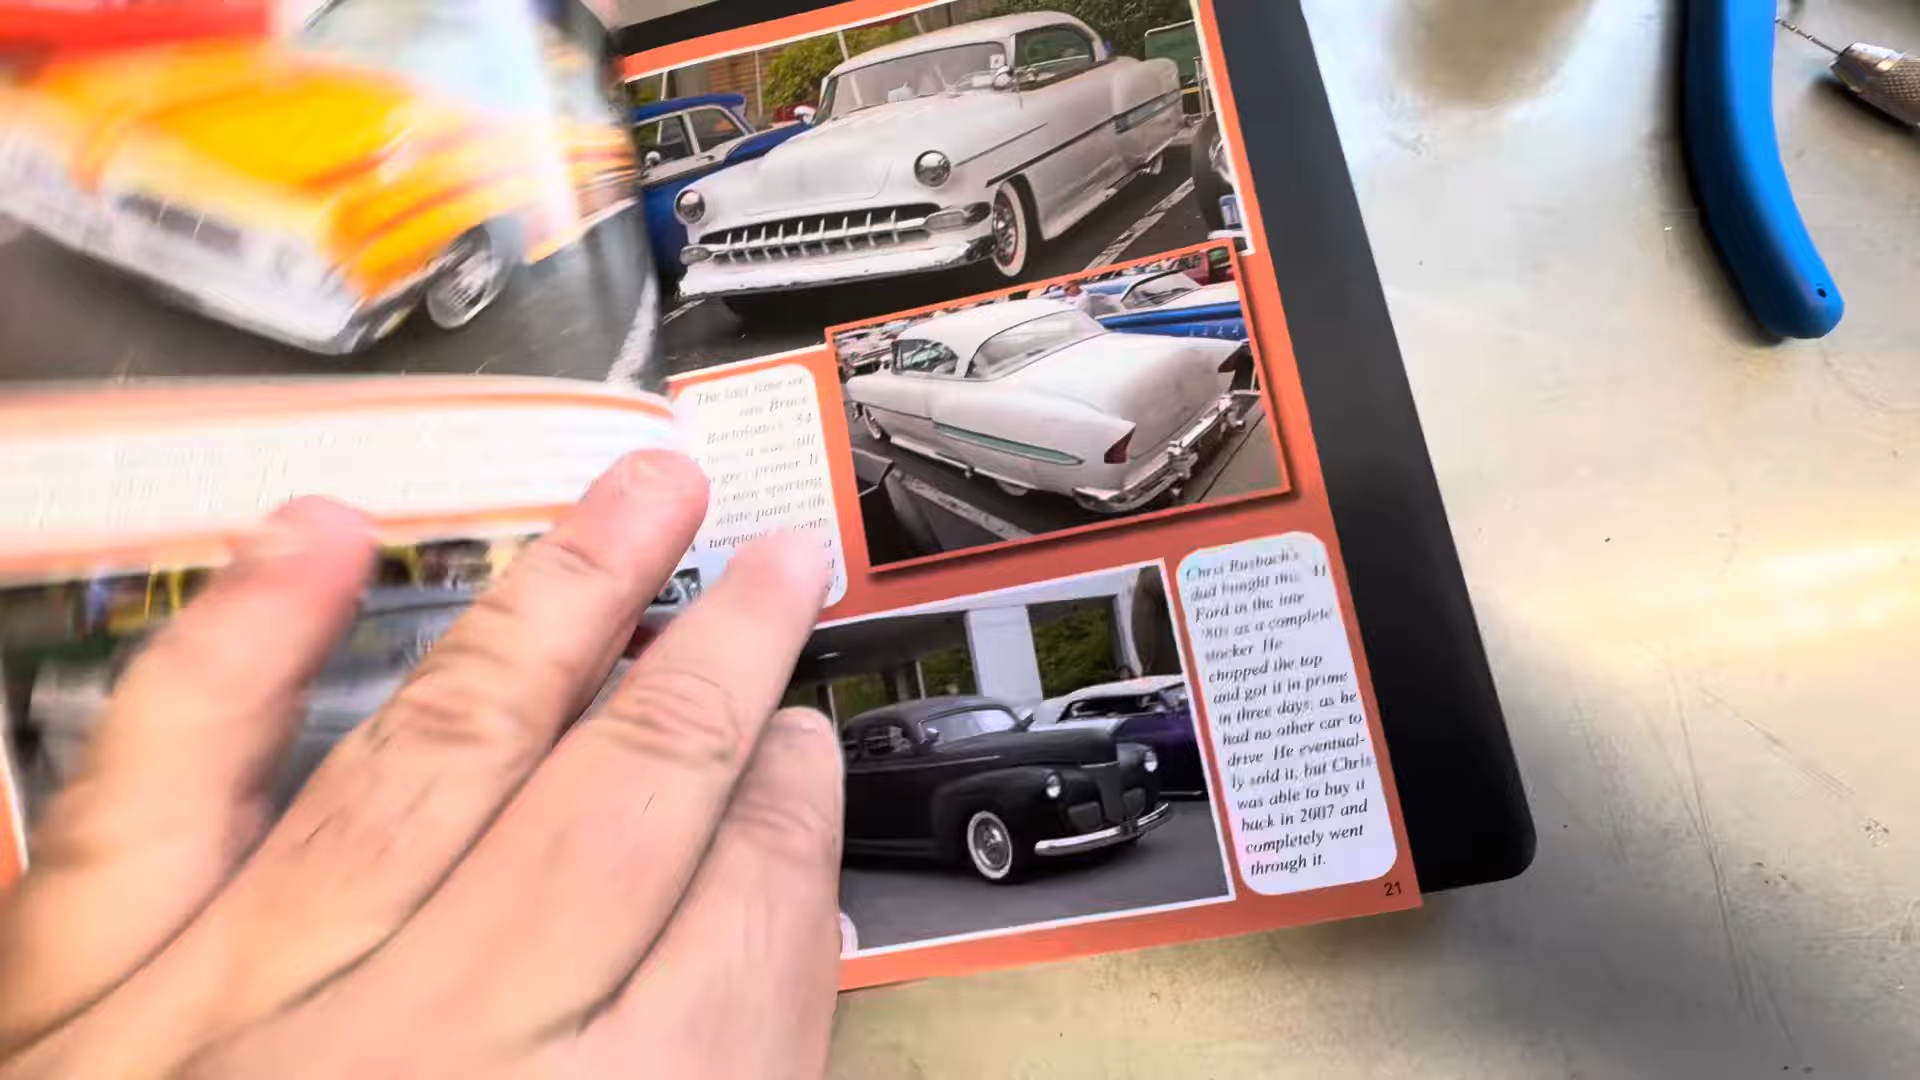 The last time we
saw Bruce
Bartolotto's '54
it was still
grey primer. It
is now sporting
white paint with
Chris Rusbach's
dad bought this '41
Ford in the late
'80s as a complete
stocker. He
chopped the top
and got it in prime
in three days, as he
had no other car to
drive. He eventual-
ly sold it, but Chris
was able to buy it
back in 2007 and
completely went
through it.
21